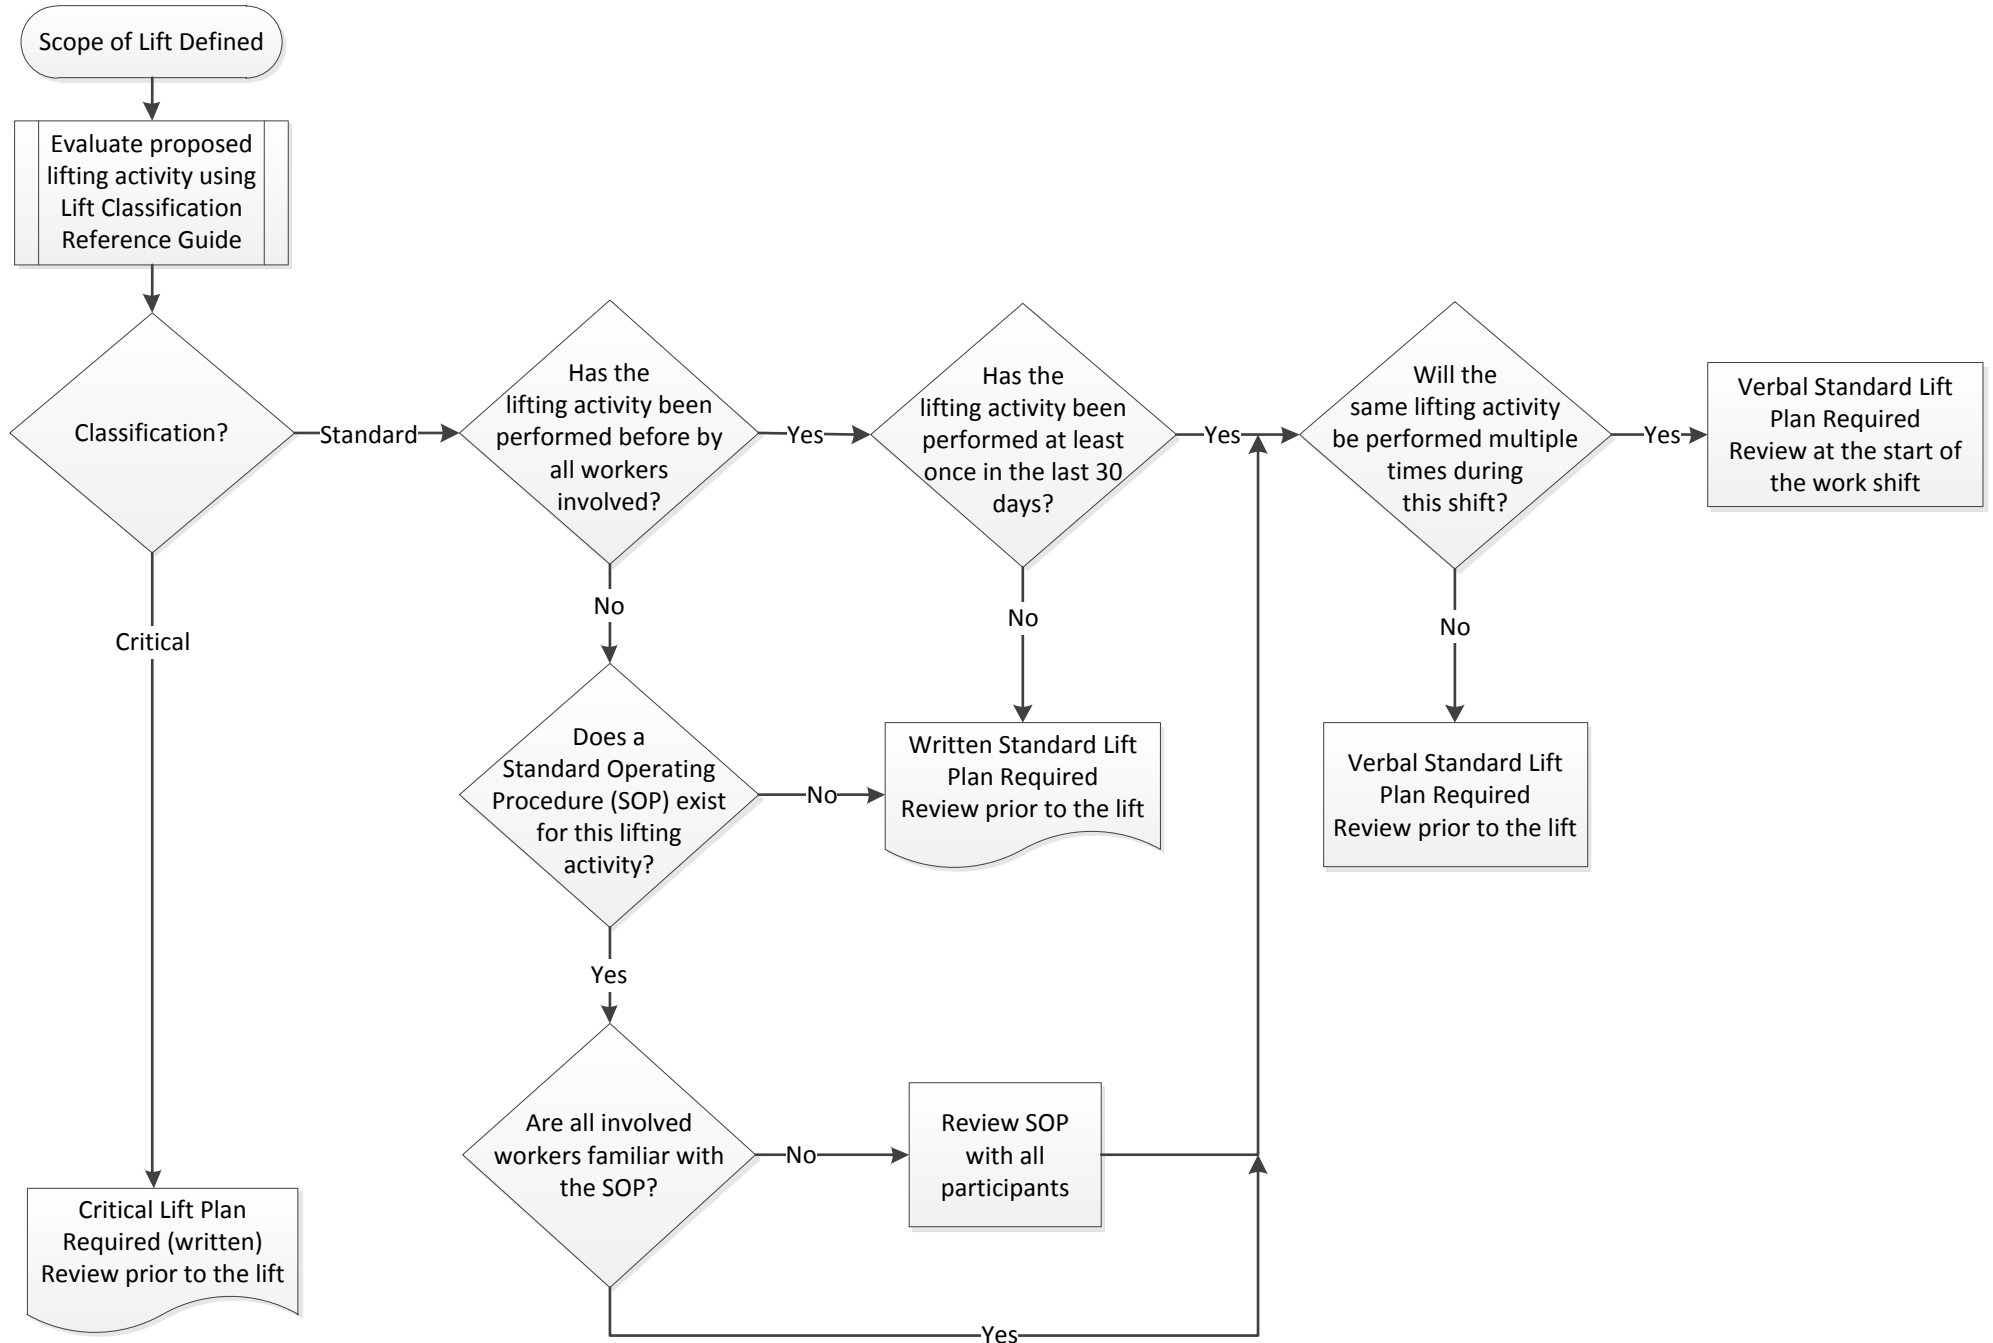 Scope of Lift Defined
Evaluate proposed
lifting activity using
Lift Classification
Reference Guide
Classification?
Standard
Critical
Critical Lift Plan
Required (written)
Review prior to the lift
Has the
lifting activity been
performed before by
all workers
involved?
Yes
No
Does a
Standard Operating
Procedure (SOP) exist
for this lifting
activity?
No
Yes
Are all involved
workers familiar with
the SOP?
No
Yes
Review SOP
with all
participants
Has the
lifting activity been
performed at least
once in the last 30
days?
Yes
No
Written Standard Lift
Plan Required
Review prior to the lift
Will the
same lifting activity
be performed multiple
times during
this shift?
Yes
No
Verbal Standard Lift
Plan Required
Review prior to the lift
Verbal Standard Lift
Plan Required
Review at the start of
the work shift